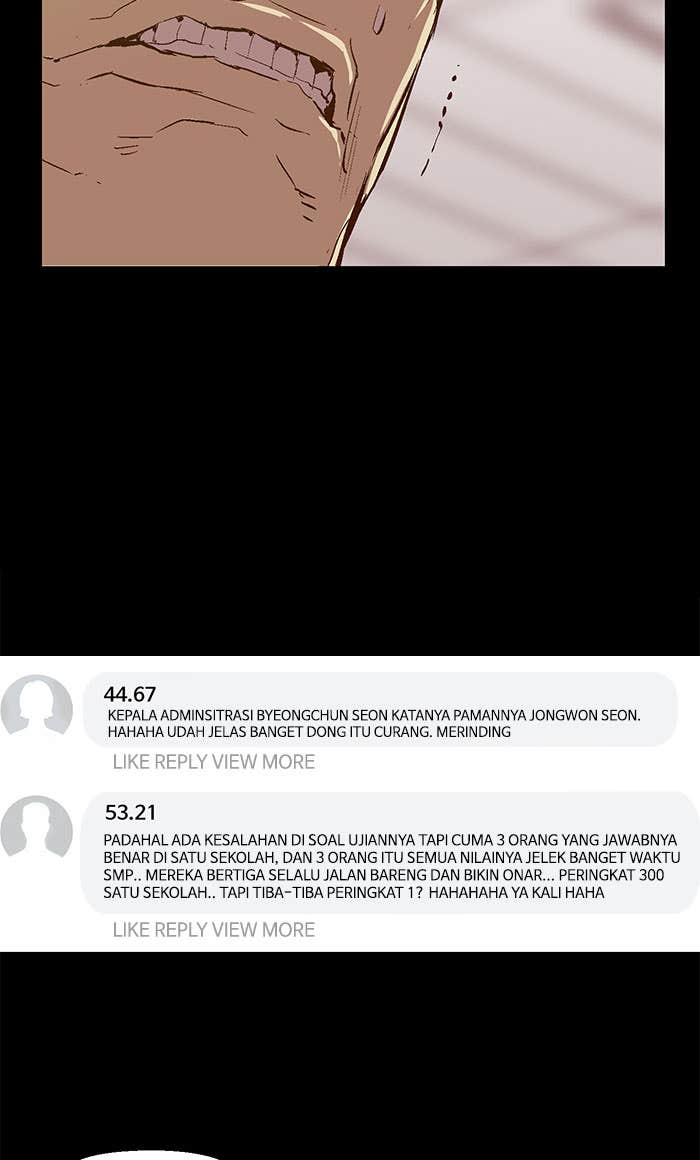 44.67
KEPALA ADMINSITRASI BYEONGCHUN SEON KATANYA PAMANNYA JONGWON SEON.
HAHAHA UDAH JELAS BANGET DONG ITU CURANG. MERINDING
LIKE REPLY VIEW MORE
53.21
PADAHAL ADA KESALAHAN DI SOAL UJIANNYA TAPI CUMA 3 ORANG YANG JAWABNYA
BENAR DI SATU SEKOLAH, DAN 3 ORANG ITU SEMUA NILAINYA JELEK BANGET WAKTU
SMP.. MEREKA BERTIGA SELALU JALAN BARENG DAN BIKIN ONAR... PERINGKAT 300
SATU SEKOLAH.. TAPI TIBA-TIBA PERINGKAT 1? HAHAHAHA YA KALI HAHA
LIKE REPLY VIEW MORE